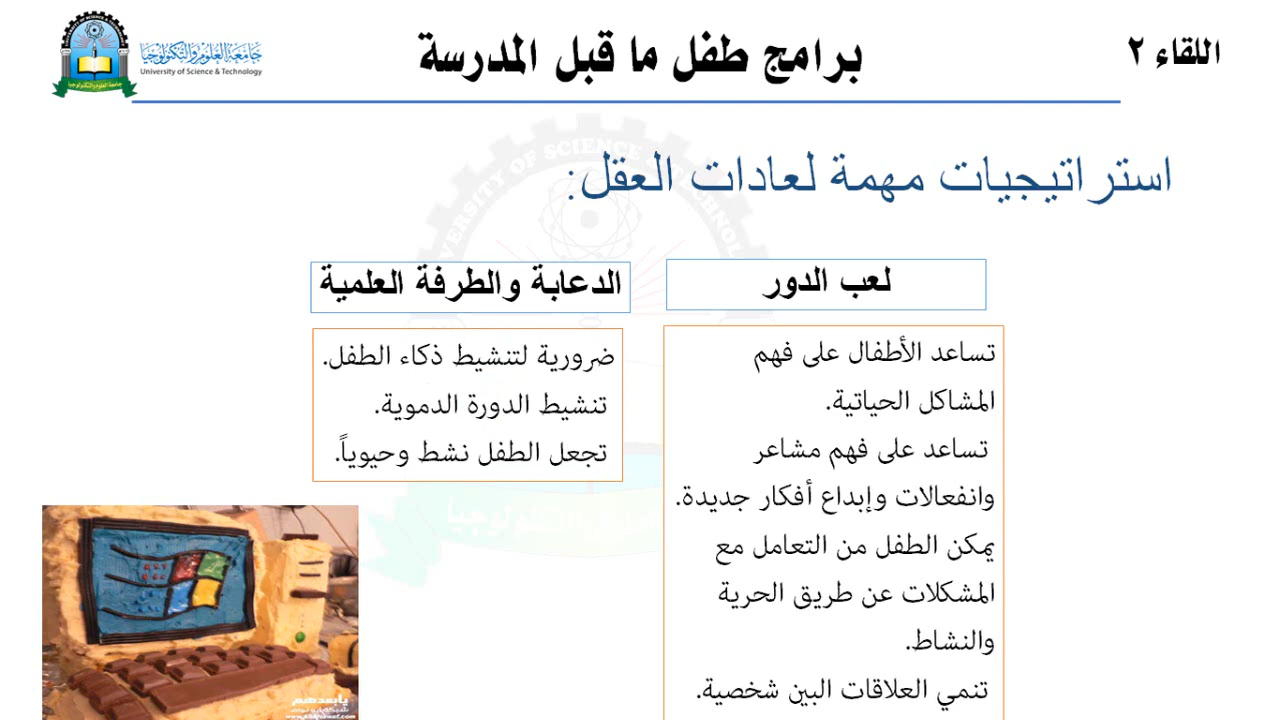 اللقاء ٢
برامج طفل ما قبل المدرسة
جامعة العلوم والتكنولوجيا
University of Science & Technology
استراتيجيات مهمة لعادات العقل:
لعب الدور
تساعد الأطفال على فهم
المشاكل الحياتية.
تساعد على فهم مشاعر
وانفعالات وإبداع أفكار جديدة.
يمكن الطفل من التعامل مع
المشكلات عن طريق الحرية
والنشاط.
تنمي العلاقات البين شخصية.
الدعابة والطرفة العلمية
ضرورية لتنشيط ذكاء الطفل.
تنشيط الدورة الدموية.
تجعل الطفل نشط وحيوياً.